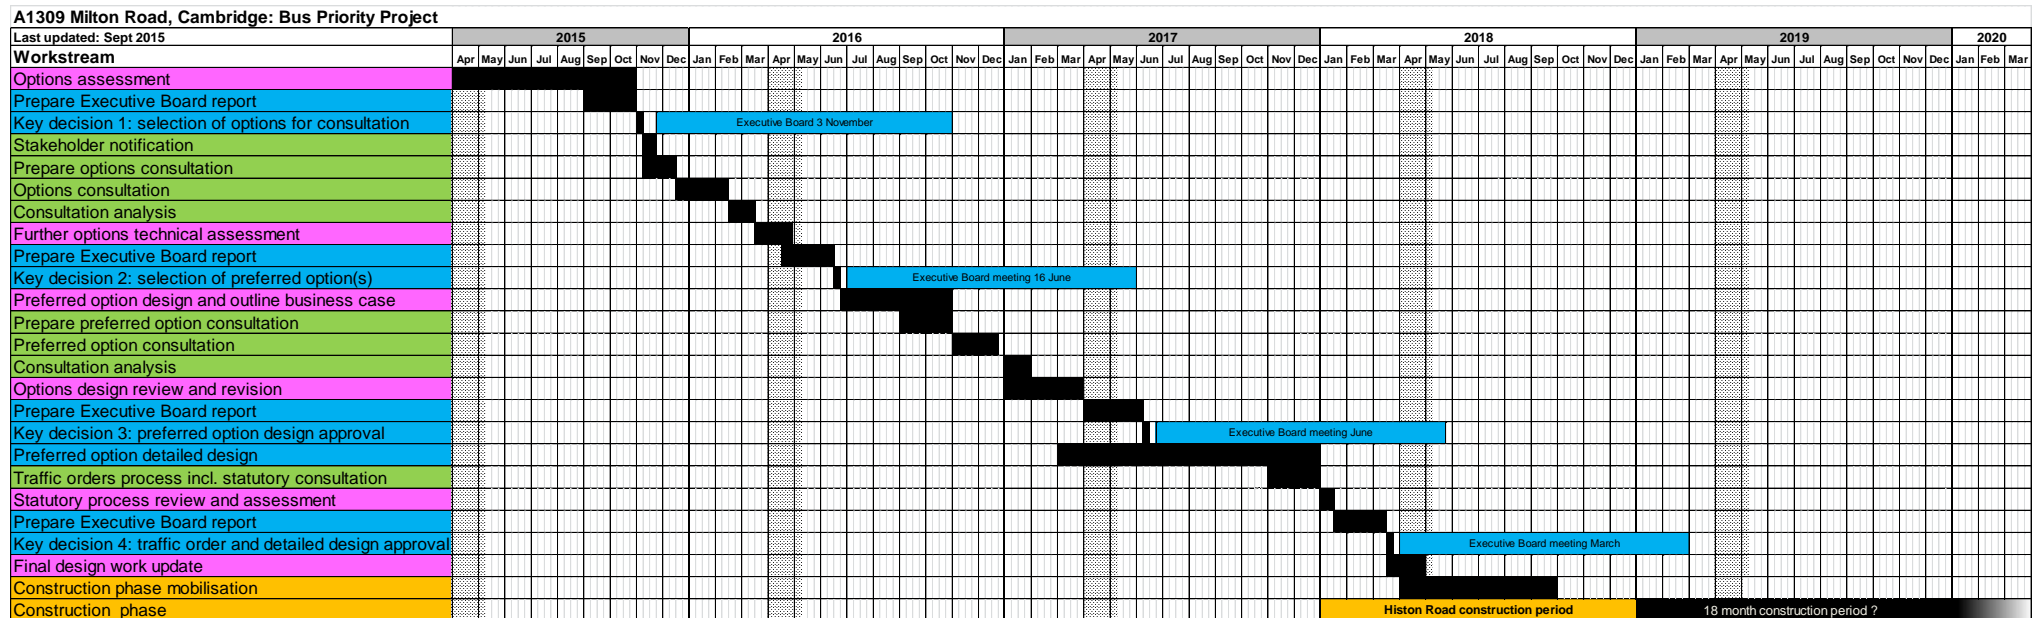 A1309 Milton Road, Cambridge: Bus Priority Project
Last updated: Sept 2015 2015 2016 2017 2018 2019 2020
Workstream Apr May Jun Jul Aug Sep Oct Nov Dec Jan Feb Mar Apr May Jun Jul Aug Sep Oct Nov Dec Jan Feb Mar Apr May Jun Jul Aug Sep Oct Nov Dec Jan Feb Mar Apr May Jun Jul Aug Sep Oct Nov Dec Jan Feb Mar Apr May Jun Jul Aug Sep Oct Nov Dec Jan Feb Mar
Options assessment
Prepare Executive Board report
Key decision 1: selection of options for consultation Executive Board 3 November
Stakeholder notification
Prepare options consultation
Options consultation
Consultation analysis
Further options technical assessment
Prepare Executive Board report
Key decision 2: selection of preferred option(s) Executive Board meeting 16 June
Preferred option design and outline business case
Prepare preferred option consultation
Preferred option consultation
Consultation analysis
Options design review and revision
Prepare Executive Board report
Key decision 3: preferred option design approval Executive Board meeting June
Preferred option detailed design
Traffic orders process incl. statutory consultation
Statutory process review and assessment
Prepare Executive Board report
Key decision 4: traffic order and detailed design approval Executive Board meeting March
Final design work update
Construction phase mobilisation
Construction phase Histon Road construction period 18 month construction period ?